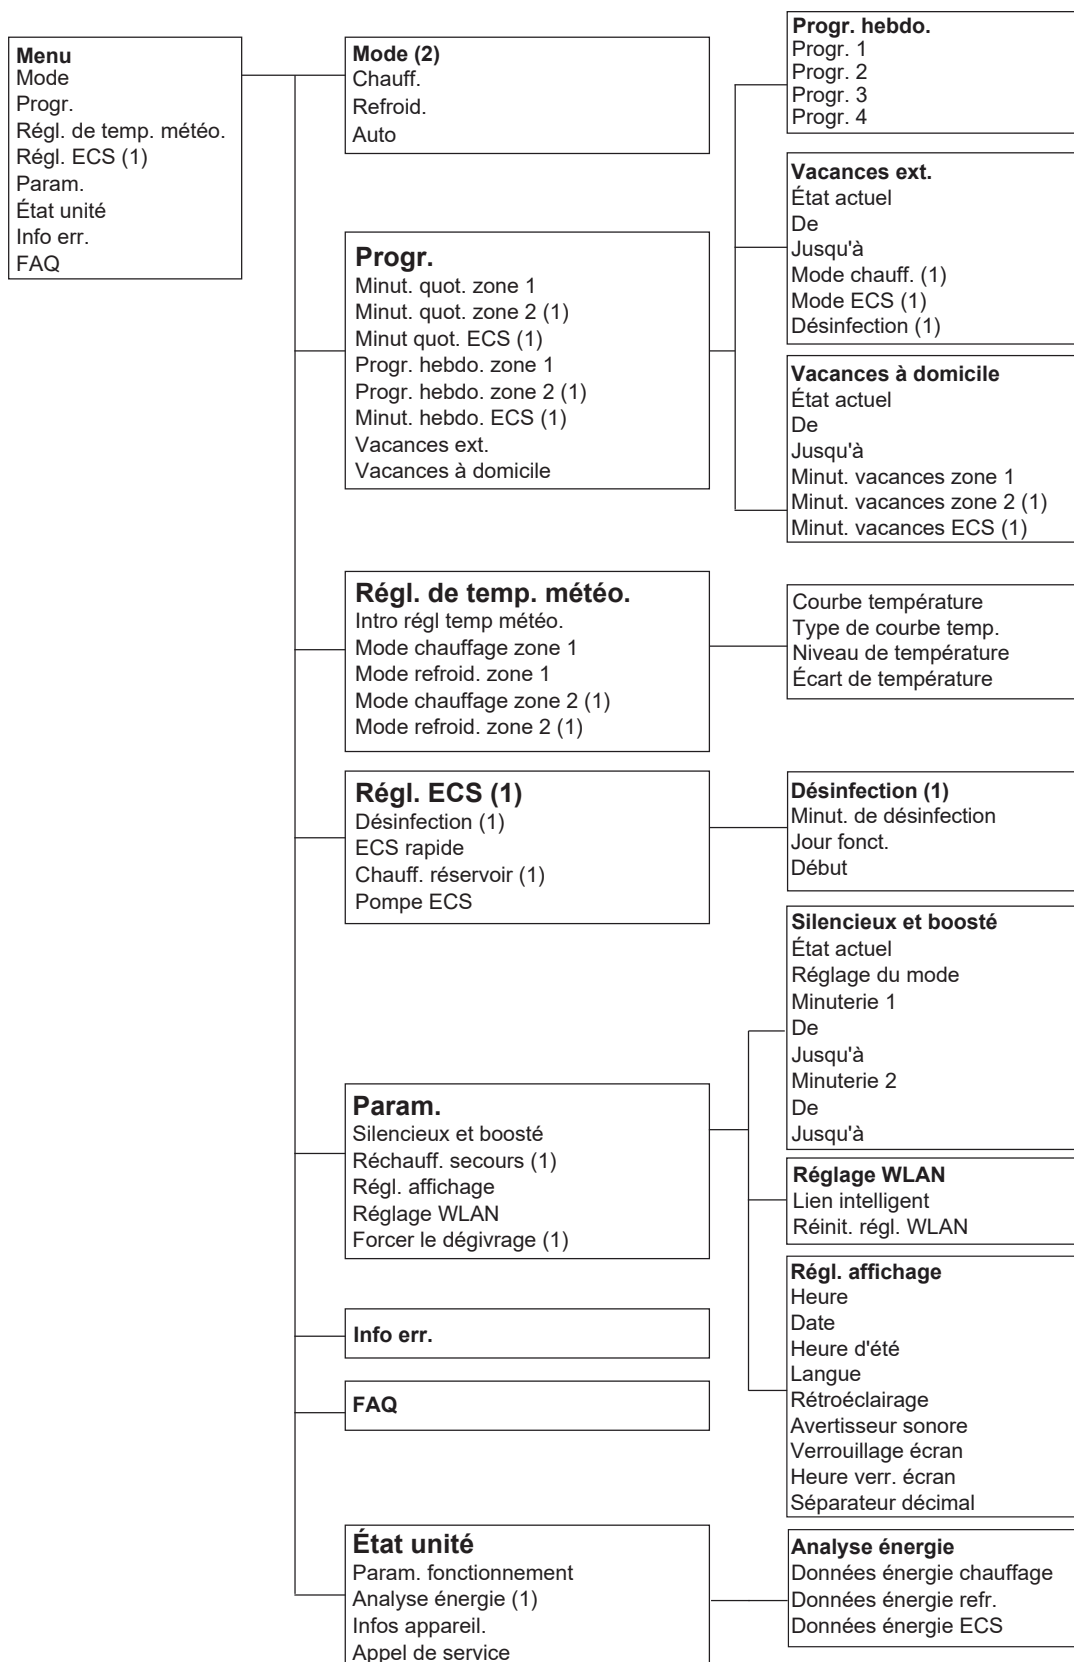 Menu
Mode
Progr.
Régl. de temp. météo.
Régl. ECS (1)
Param.
État unité
Info err.
FAQ
Mode (2)
Chauff.
Refroid.
Auto
Progr.
Minut. quot. zone 1
Minut. quot. zone 2 (1)
Minut quot. ECS (1)
Progr. hebdo. zone 1
Progr. hebdo. zone 2 (1)
Minut. hebdo. ECS (1)
Vacances ext.
Vacances à domicile
Progr. hebdo.
Progr. 1
Progr. 2
Progr. 3
Progr. 4
Vacances ext.
État actuel
De
Jusqu'à
Mode chauff. (1)
Mode ECS (1)
Désinfection (1)
Vacances à domicile
État actuel
De
Jusqu'à
Minut. vacances zone 1
Minut. vacances zone 2 (1)
Minut. vacances ECS (1)
Régl. de temp. météo.
Intro régl temp météo.
Mode chauffage zone 1
Mode refroid. zone 1
Mode chauffage zone 2 (1)
Mode refroid. zone 2 (1)
Courbe température
Type de courbe temp.
Niveau de température
Écart de température
Régl. ECS (1)
Désinfection (1)
ECS rapide
Chauff. réservoir (1)
Pompe ECS
Désinfection (1)
Minut. de désinfection
Jour fonct.
Début
Param.
Silencieux et boosté
Réchauff. secours (1)
Régl. affichage
Réglage WLAN
Forcer le dégivrage (1)
Silencieux et boosté
État actuel
Réglage du mode
Minuterie 1
De
Jusqu'à
Minuterie 2
De
Jusqu'à
Réglage WLAN
Lien intelligent
Réinit. régl. WLAN
Régl. affichage
Heure
Date
Heure d'été
Langue
Rétroéclairage
Avertisseur sonore
Verrouillage écran
Heure verr. écran
Séparateur décimal
Info err.
FAQ
État unité
Param. fonctionnement
Analyse énergie (1)
Infos appareil.
Appel de service
Analyse énergie
Données énergie chauffage
Données énergie refr.
Données énergie ECS